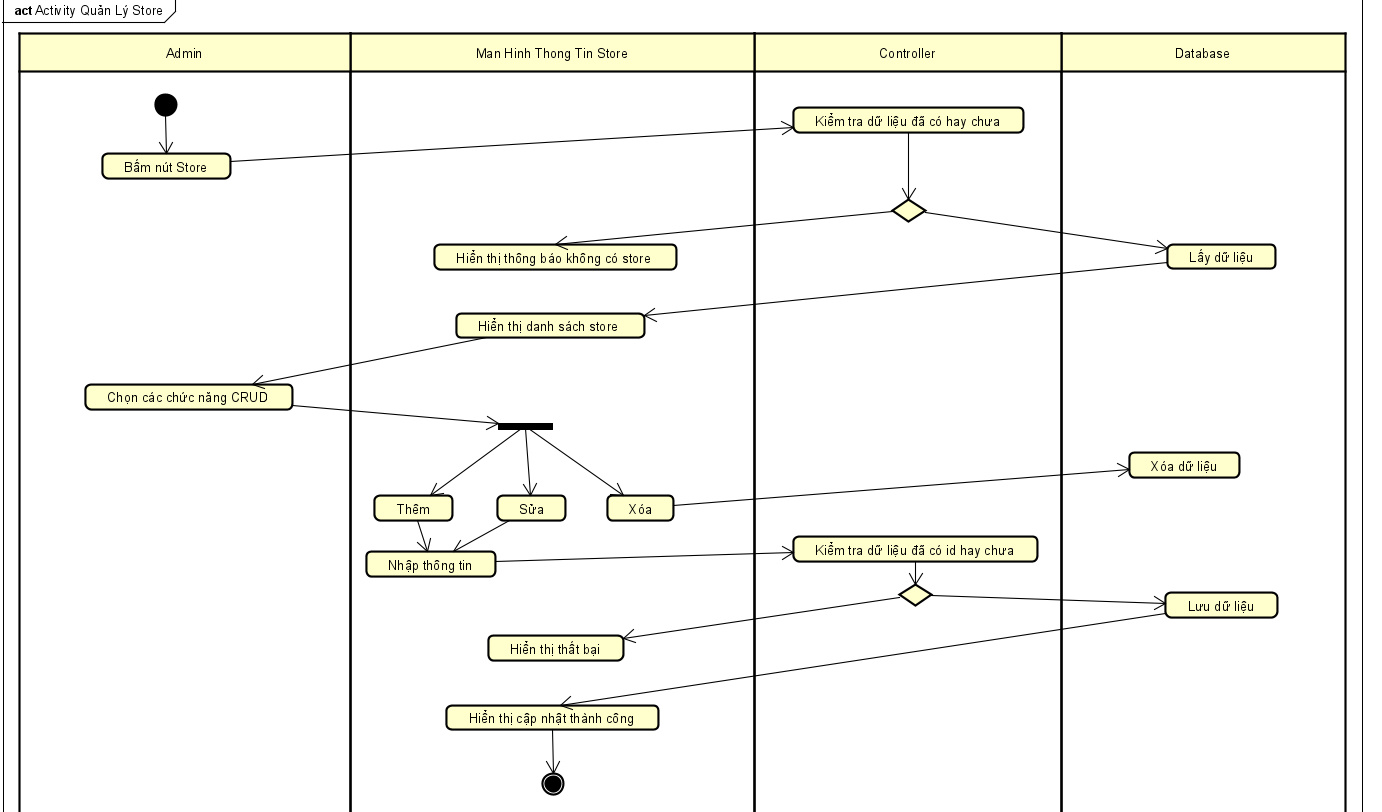 act Activity Quản Lý Store
Admin
Man Hinh Thong Tin Store
Controller
Database
Kiểm tra dữ liệu đã có hay chưa
Bấm nút Store
Hiển thị thông báo không có store
Lấy dữ liệu
Hiển thị danh sách store
Chọn các chức năng CRUD
Xóa dữ liệu
Thêm
Sửa
Xóa
Kiểm tra dữ liệu đã có id hay chưa
Nhập thông tin
Lưu dữ liệu
Hiển thị thất bại
Hiển thị cập nhật thành công